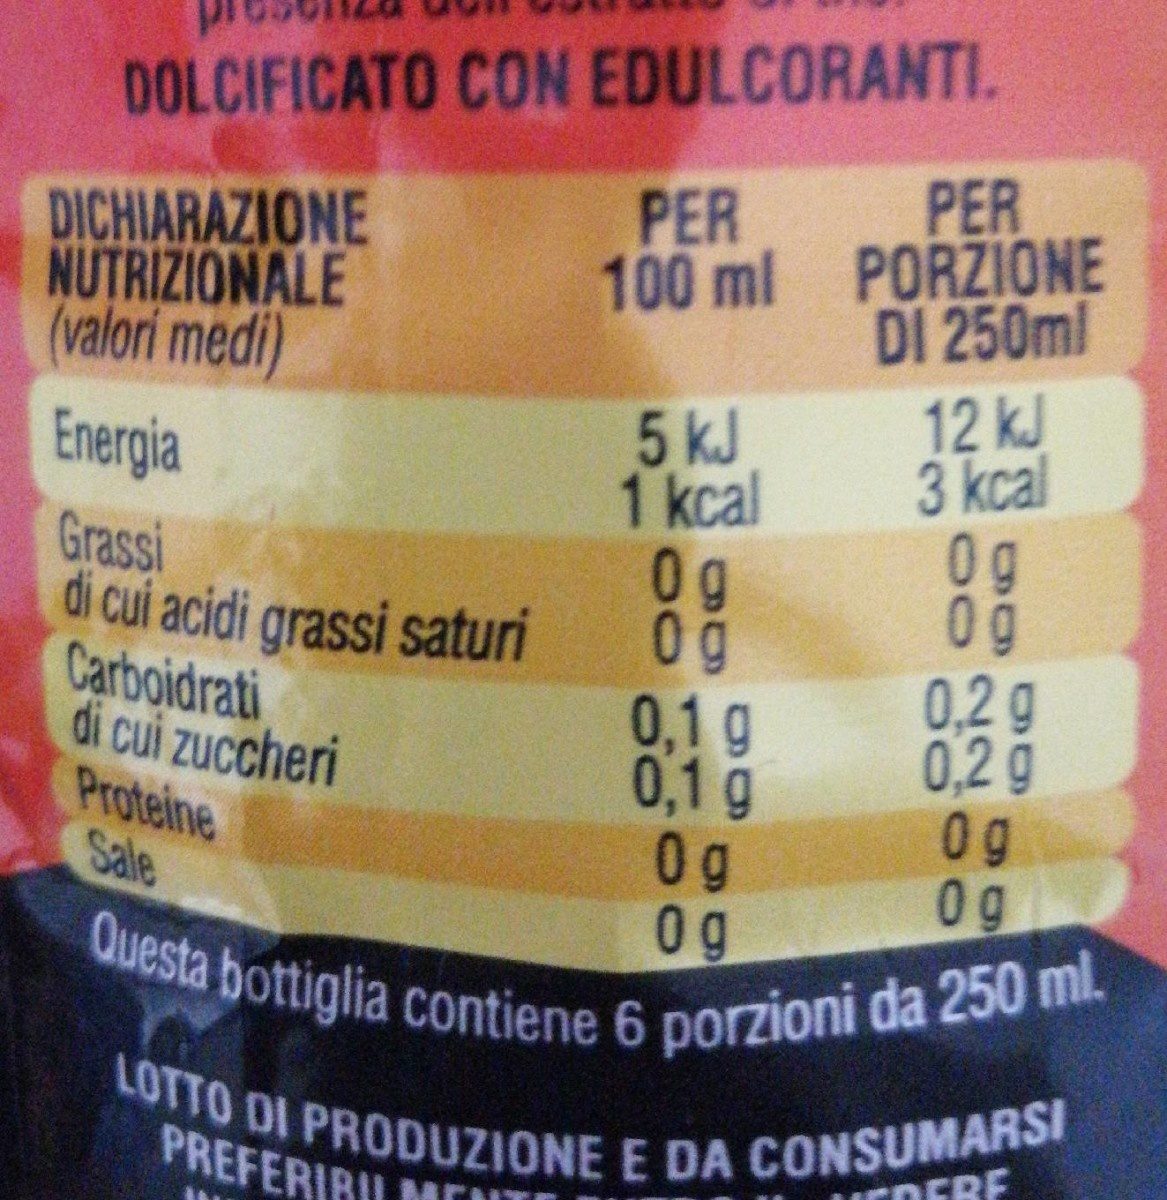 DOLCIFICATO CON EDULCORANTI.
DICHIARAZIONE NUTRIZIONALE (valori medi) PER 100 ml PER PORZIONE DI 250ml
Energia 5 kJ 12 kJ
1 kcal 3 kcal
Grassi 0 g 0 g
di cui acidi grassi saturi 0 g 0 g
Carboidrati 0,1 g 0,2 g
di cui zuccheri 0,1 g 0,2 g
Proteine 0 g 0 g
Sale 0 g 0 g
Questa bottiglia contiene 6 porzioni da 250 ml.
LOTTO DI PRODUZIONE E DA CONSUMARSI